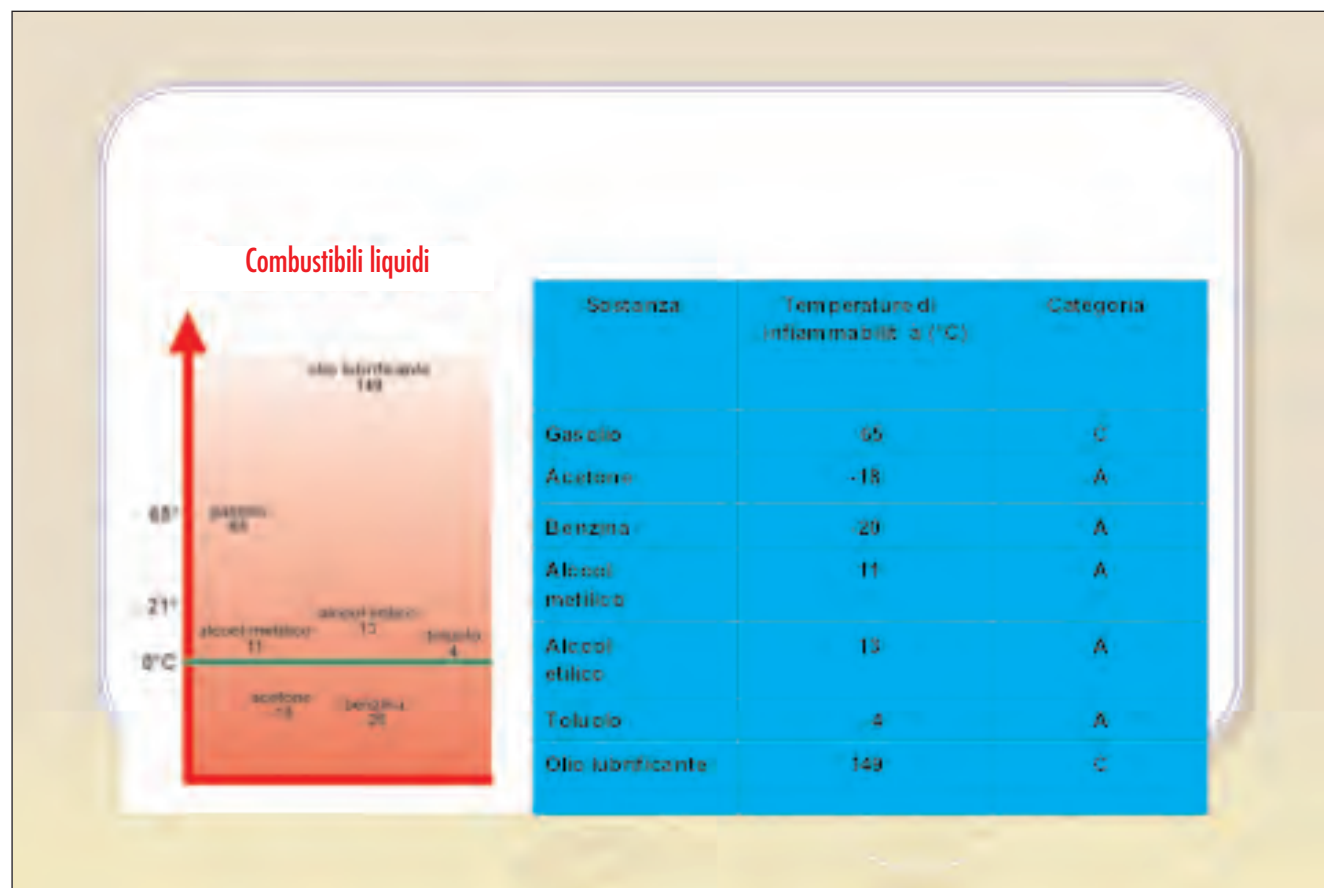 Combustibili liquidi
olio lubrificante
149
65°
gasolio
65
21°
alcool etilico
13
alcool metilico
11
toluolo
4
0°C
acetone
-18
benzina
Sostanza Temperature di Categoria
infiammabilit a (°C)
Gasolio 65 C
Acetone -18 A
Benzina -20 A
Alcool 11 A
metilico
Alcool 13 A
etilico
Toluolo 4 A
Olio lubrificante 149 C